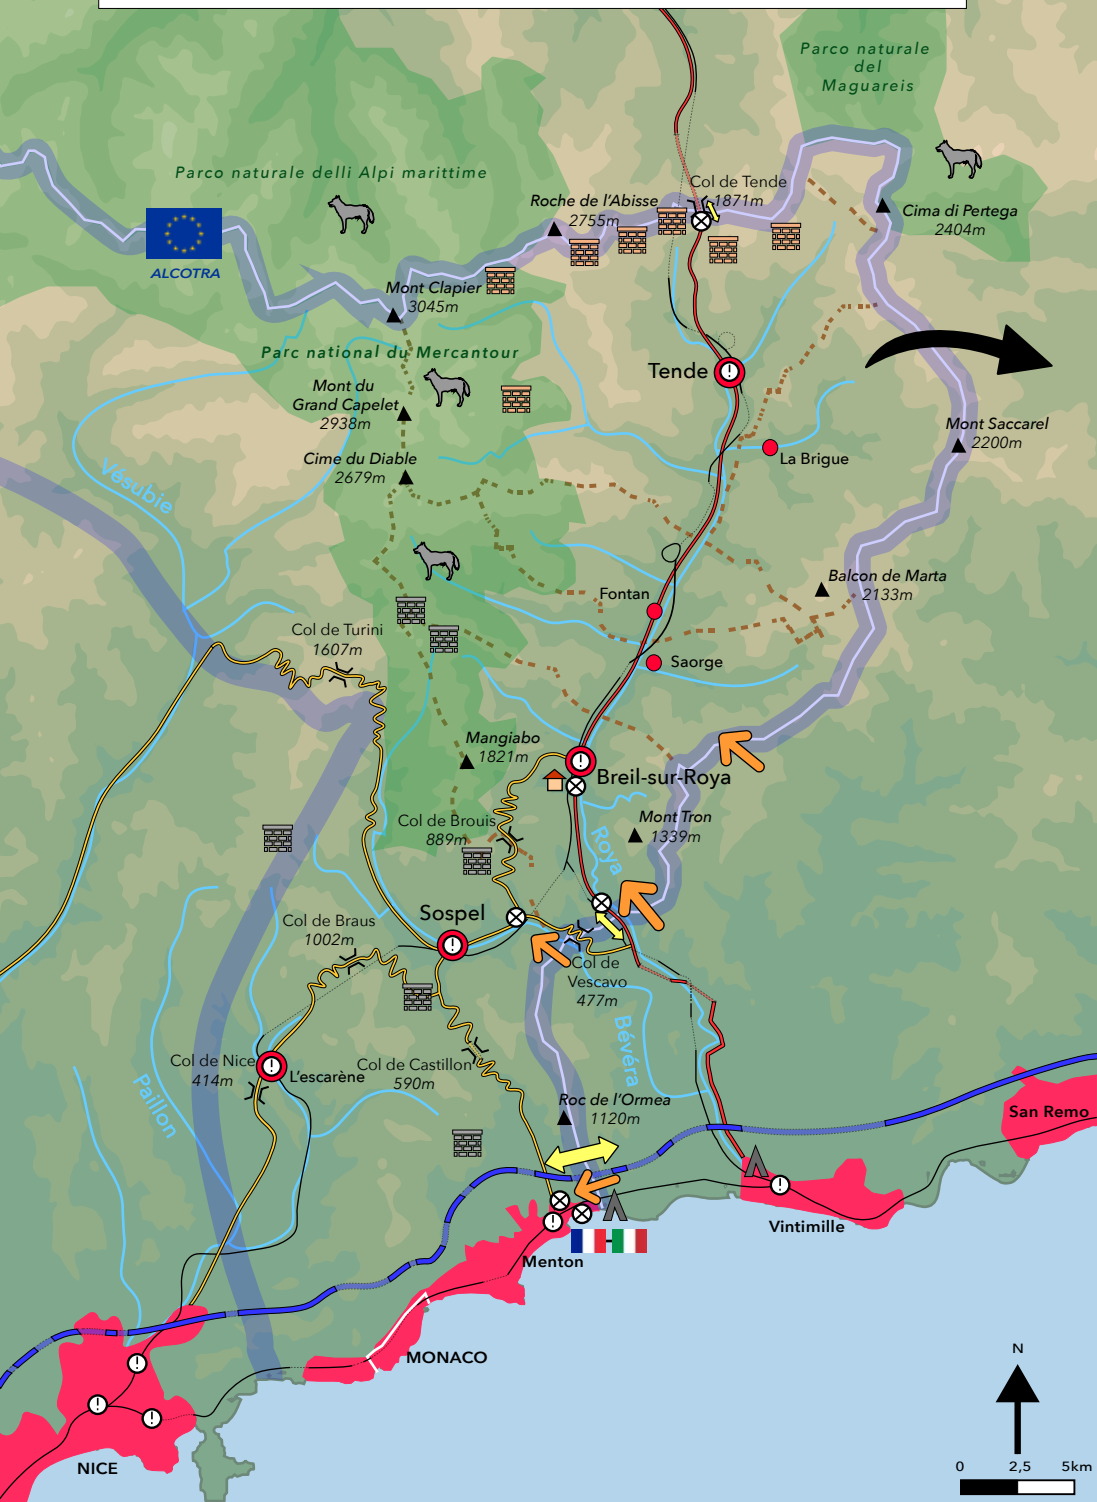 Parco naturale
del
Maguareis
Parco naturale delli Alpi marittime
Col de Tende
1871m
Roche de l'Abisse
2755m
Cima di Pertega
2404m
ALCOTRA
Mont Clapier
3045m
Parc national du Mercantour
Mont du
Grand Capelet
2938m
Tende
Mont Saccarel
2200m
Cime du Diable
2679m
La Brigue
Vésubie
Balcon de Marta
2133m
Fontan
Col de Turini
1607m
Saorge
Mangiabo
1821m
Breil-sur-Roya
Col de Brouis
889m
Mont Tron
1339m
Roya
Sospel
Col de Braus
1002m
Col de
Vescavo
477m
Bévéra
Col de Nice
414m
L'escarène
Col de Castillon
590m
Paillon
Roc de l'Ormea
1120m
San Remo
Vintimille
Menton
MONACO
NICE
N
0 2,5 5km